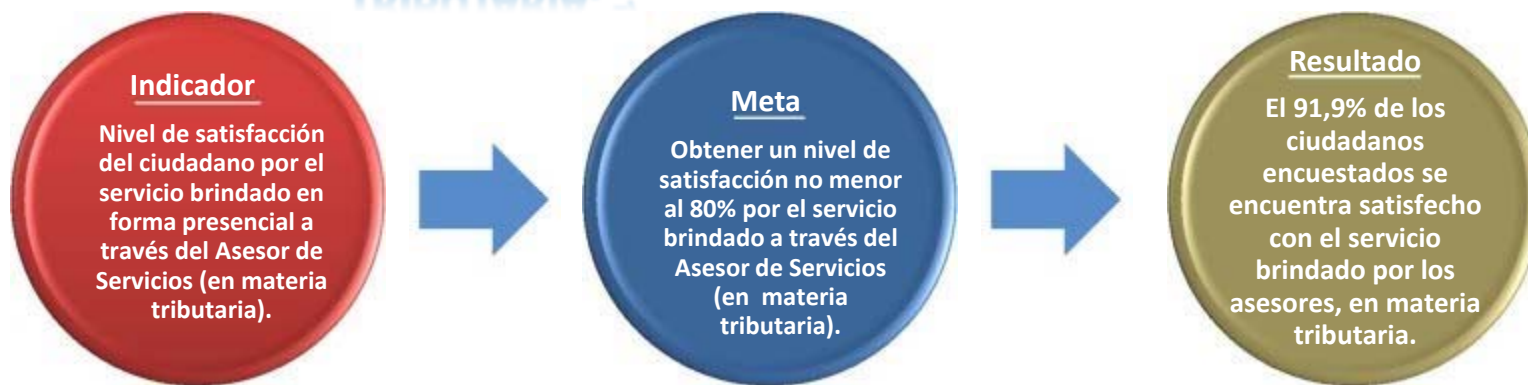 Indicador
Nivel de satisfacción
del ciudadano por el
servicio brindado en
forma presencial a
través del Asesor de
Servicios (en materia
tributaria).
Meta
Obtener un nivel de
satisfacción no menor
al 80% por el servicio
brindado a través del
Asesor de Servicios
(en materia
tributaria).
Resultado
El 91,9% de los
ciudadanos
encuestados se
encuentra satisfecho
con el servicio
brindado por los
asesores, en materia
tributaria.